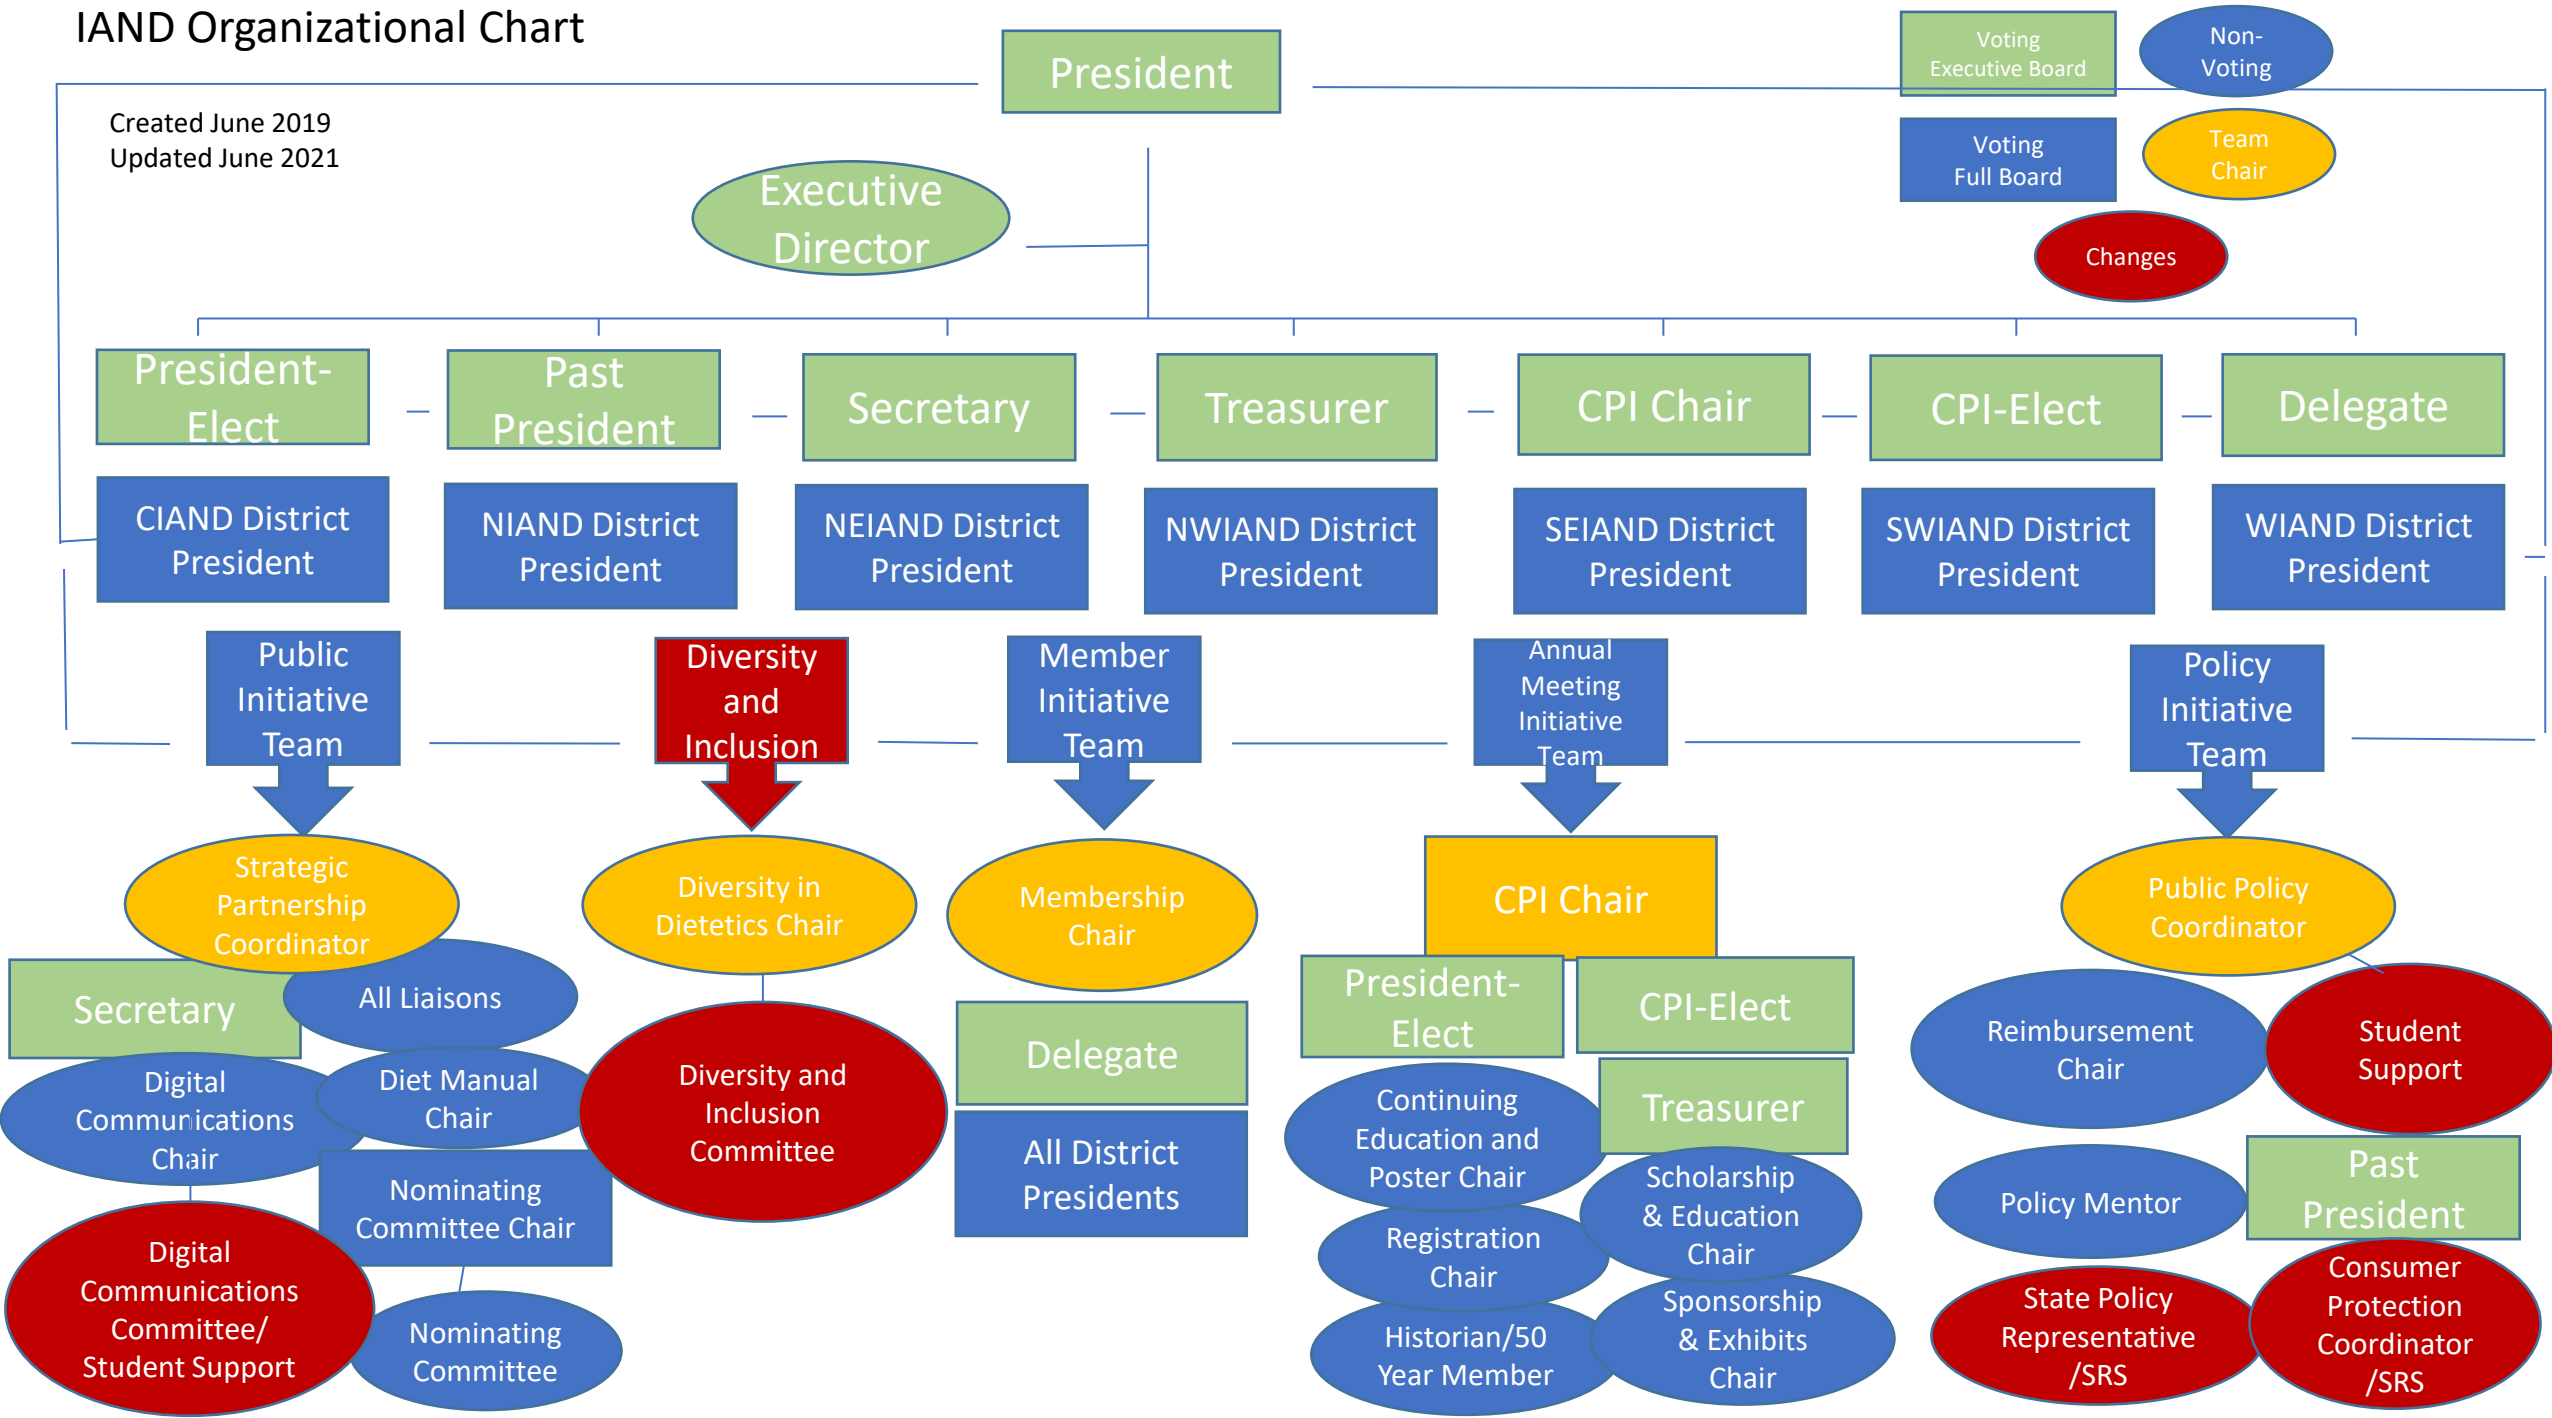 IAND Organizational Chart
Created June 2019
Updated June 2021
President
Executive
Director
Voting
Executive Board
Non-
Voting
Voting
Full Board
Team
Chair
Changes
President-
Elect
Past
President
Secretary
Treasurer
CPI Chair
CPI-Elect
Delegate
CIAND District
President
NIAND District
President
NEIAND District
President
NWIAND District
President
SEIAND District
President
SWIAND District
President
WIAND District
President
Public
Initiative
Team
Diversity
and
Inclusion
Member
Initiative
Team
Annual
Meeting
Initiative
Team
Policy
Initiative
Team
Strategic
Partnership
Coordinator
Secretary
All Liaisons
Digital
Communications
Chair
Diet Manual
Chair
Nominating
Committee Chair
Digital
Communications
Committee/
Student Support
Nominating
Committee
Diversity in
Dietetics Chair
Diversity and
Inclusion
Committee
Membership
Chair
Delegate
All District
Presidents
CPI Chair
President-
Elect
CPI-Elect
Continuing
Education and
Poster Chair
Treasurer
Scholarship
& Education
Chair
Registration
Chair
Historian/50
Year Member
Sponsorship
& Exhibits
Chair
Public Policy
Coordinator
Reimbursement
Chair
Student
Support
Policy Mentor
Past
President
State Policy
Representative
/SRS
Consumer
Protection
Coordinator
/SRS